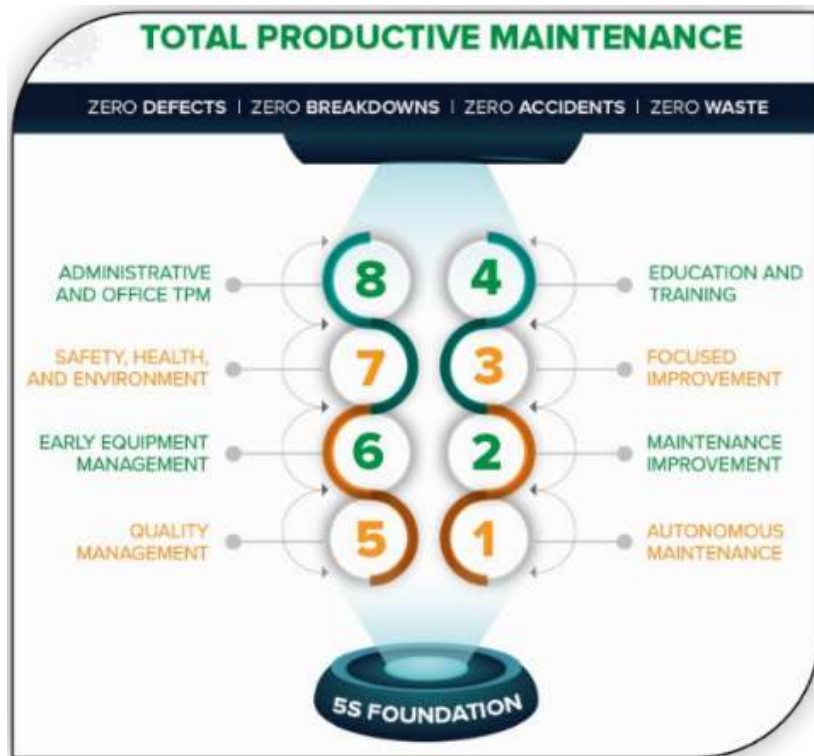 TOTAL PRODUCTIVE MAINTENANCE
ZERO DEFECTS | ZERO BREAKDOWNS | ZERO ACCIDENTS | ZERO WASTE
8
ADMINISTRATIVE
AND OFFICE TPM
4
EDUCATION AND
TRAINING
7
SAFETY, HEALTH,
AND ENVIRONMENT
3
FOCUSED
IMPROVEMENT
6
EARLY EQUIPMENT
MANAGEMENT
2
MAINTENANCE
IMPROVEMENT
5
QUALITY
MANAGEMENT
1
AUTONOMOUS
MAINTENANCE
5S FOUNDATION